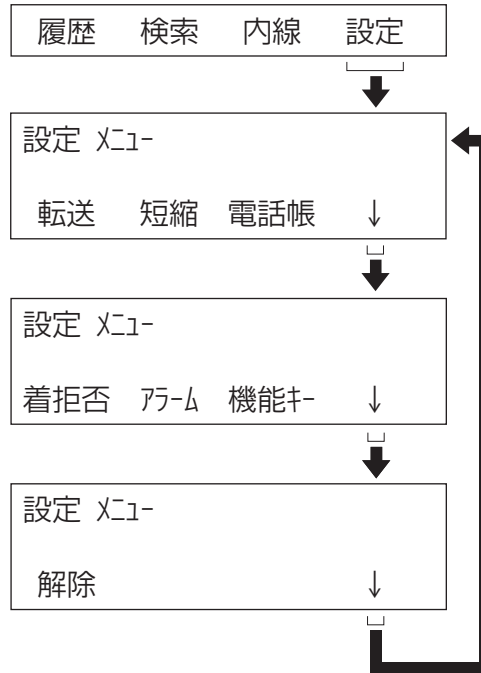 履歴 検索 内線 設定
設定 ﾒﾆｭｰ
転送 短縮 電話帳 ↓
設定 ﾒﾆｭｰ
着拒否 ｱﾗｰﾑ 機能ｷｰ ↓
設定 ﾒﾆｭｰ
解除 ↓